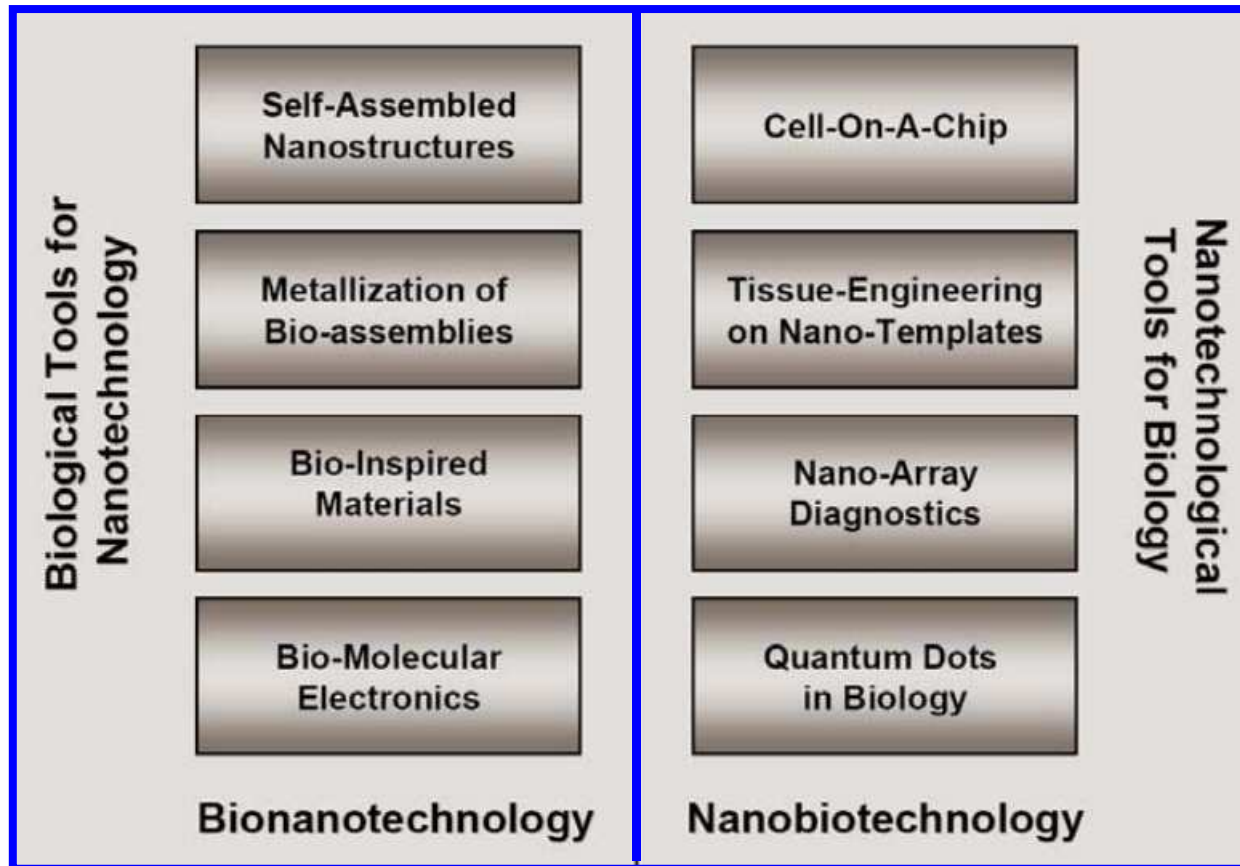 Biological Tools for
Nanotechnology
Self-Assembled
Nanostructures
Metallization of
Bio-assemblies
Bio-Inspired
Materials
Bio-Molecular
Electronics
Bionanotechnology
Cell-On-A-Chip
Tissue-Engineering
on Nano-Templates
Nano-Array
Diagnostics
Quantum Dots
in Biology
Nanobiotechnology
Nanotechnological
Tools for Biology